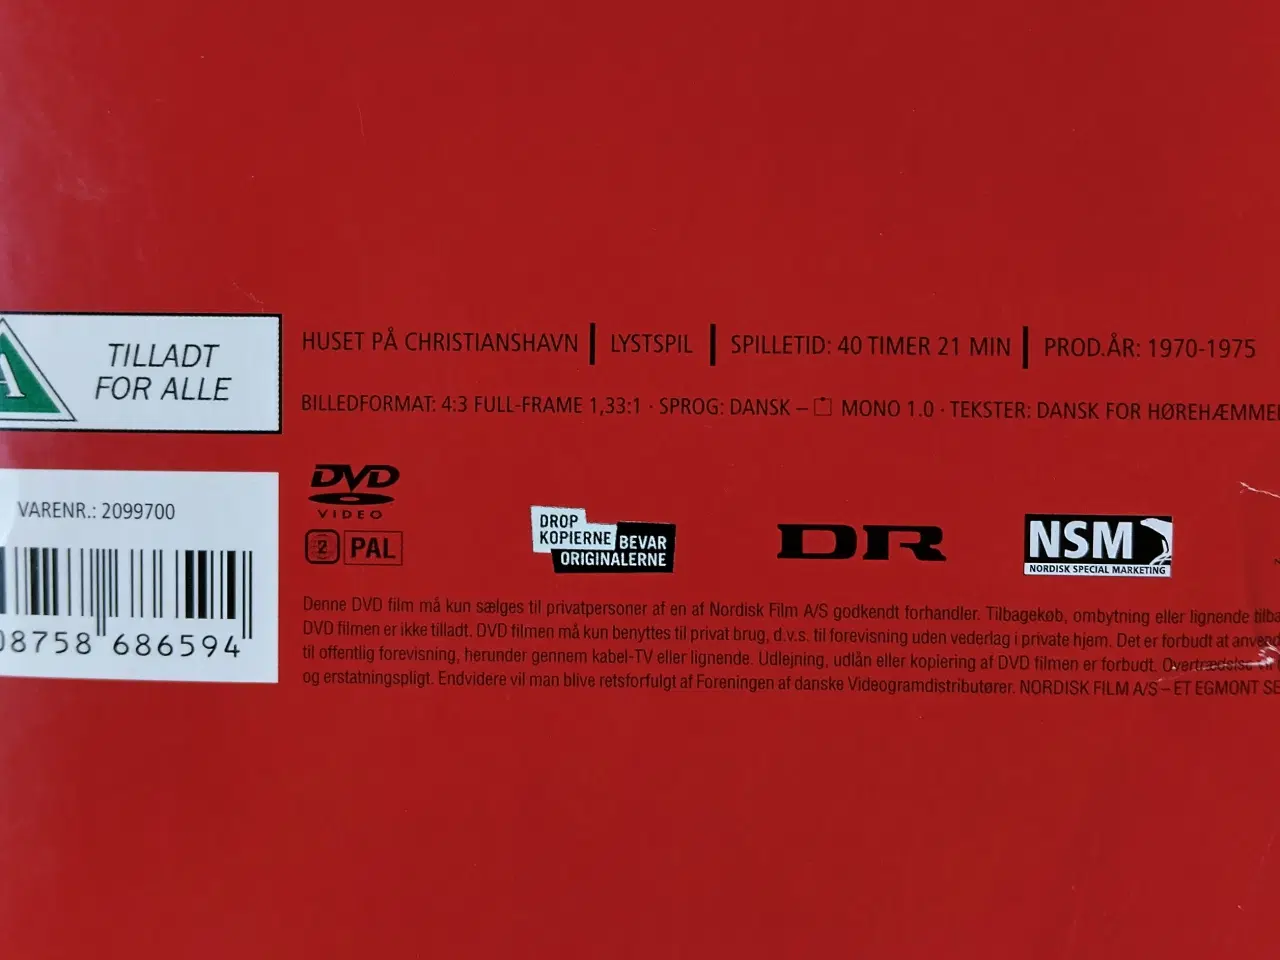 A
TILLADT
FOR ALLE
HUSET PÅ CHRISTIANSHAVN | LYSTSPIL | SPILLETID: 40 TIMER 21 MIN | PROD.ÅR: 1970-1975
BILLEDFORMAT: 4:3 FULL-FRAME 1,33:1 · SPROG: DANSK – MONO 1.0 · TEKSTER: DANSK FOR HØREHÆMME
VARENR.: 2099700
08758 686594
DVD
VIDEO
2 PAL
DROP
KOPIERNE BEVAR
ORIGINALERNE
DR
NSM
NORDISK SPECIAL MARKETING
Denne DVD film må kun sælges til privatpersoner af en af Nordisk Film A/S godkendt forhandler. Tilbagekøb, ombytning eller lignende tilba
DVD filmen er ikke tilladt. DVD filmen må kun benyttes til privat brug, d.v.s. til forevisning uden vederlag i private hjem. Det er forbudt at anvend
til offentlig forevisning, herunder gennem kabel-TV eller lignende. Udlejning, udlån eller kopiering af DVD filmen er forbudt. Overtrædelse
og erstatningspligt. Endvidere vil man blive retsforfulgt af Foreningen af danske Videogramdistributører. NORDISK FILM A/S – ET EGMONT SE